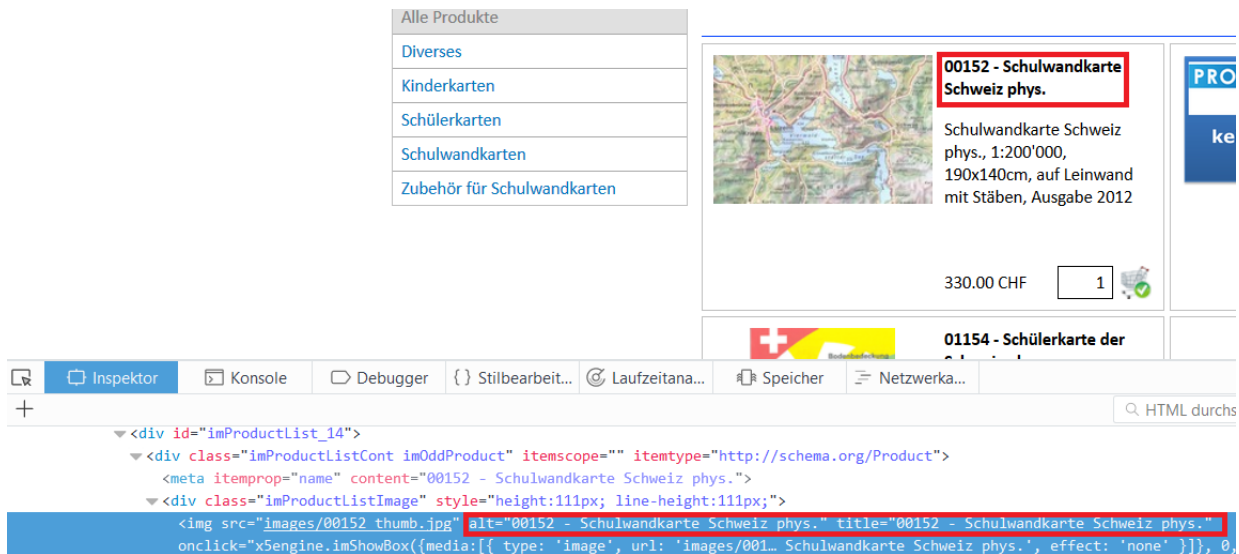 Alle Produkte
Diverses
Kinderkarten
Schülerkarten
Schulwandkarten
Zubehör für Schulwandkarten
00152 - Schulwandkarte
Schweiz phys.
Schulwandkarte Schweiz
phys., 1:200'000,
190x140cm, auf Leinwand
mit Stäben, Ausgabe 2012
330.00 CHF 1
PRO
ke
01154 - Schülerkarte der
Bodenbedeckung
Inspektor Konsole Debugger { } Stilbearbeit... Laufzeitana... Speicher Netzwerka...
+ HTML durchs
<div id="imProductList_14">
<div class="imProductListCont imOddProduct" itemscope="" itemtype="http://schema.org/Product">
<meta itemprop="name" content="00152 - Schulwandkarte Schweiz phys.">
<div class="imProductListImage" style="height:111px; line-height:111px;">
<img src="images/00152_thumb.jpg" alt="00152 - Schulwandkarte Schweiz phys." title="00152 - Schulwandkarte Schweiz phys."
onclick="x5engine.imShowBox({media:[{ type: 'image', url: 'images/001… Schulwandkarte Schweiz phys.', effect: 'none' }]}, 0,